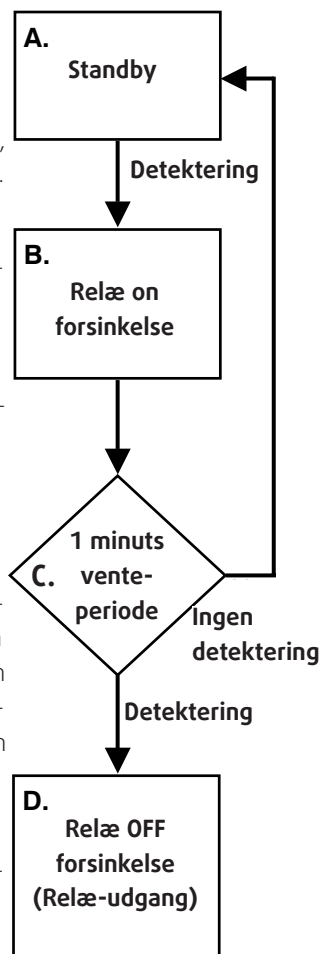 A.
Standby
Detektering
B.
Relæ on
forsinkelse
1 minuts
C. vente-
periode
Ingen
detektering
Detektering
D.
Relæ OFF
forsinkelse
(Relæ-udgang)